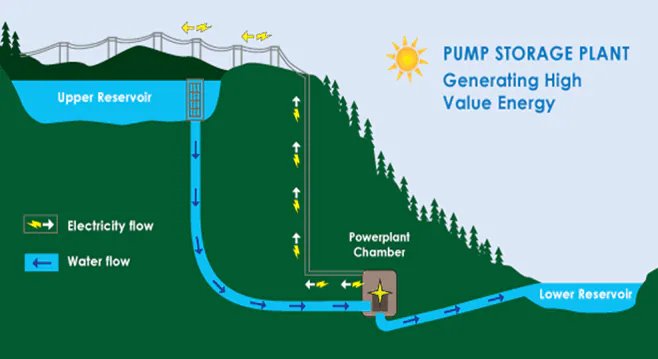 PUMP STORAGE PLANT
Generating High
Value Energy
Upper Reservoir
Electricity flow
Water flow
Powerplant
Chamber
Lower Reservoir